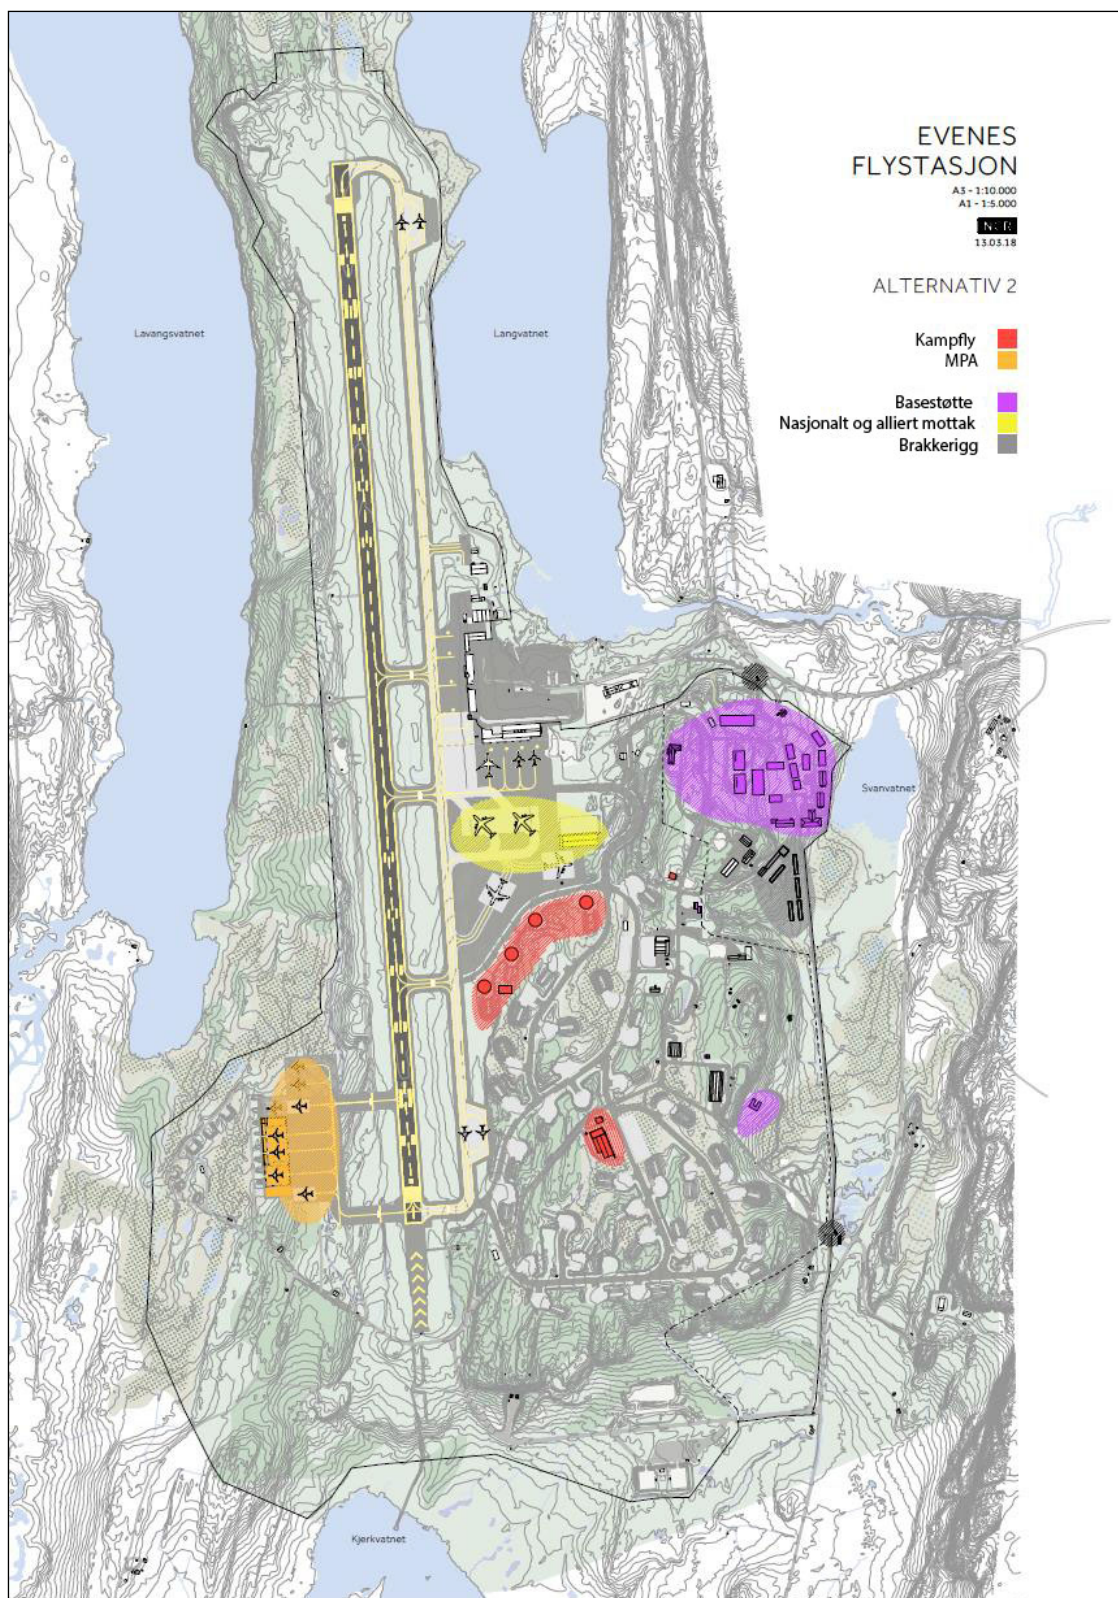 EVENES
FLYSTASJON
A3 - 1:10.000
A1 - 1:5.000
13.03.18
ALTERNATIV 2
Kampfly
MPA
Basestøtte
Nasjonalt og alliert mottak
Brakkerigg
Lavangsvatnet
Langvatnet
Svanvatnet
Kjerkvatnet